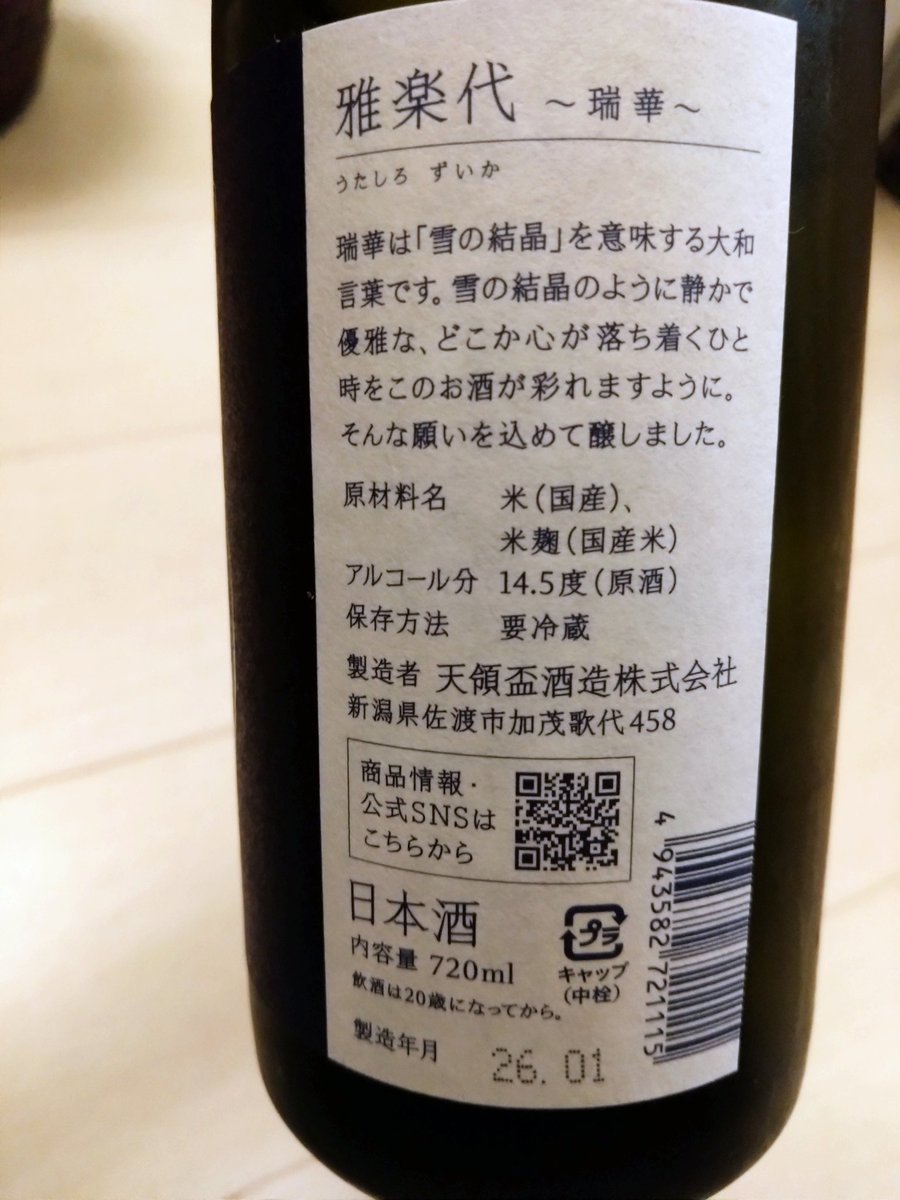 雅楽代 ～瑞華～
うたしろ ずいか
瑞華は「雪の結晶」を意味する大和
言葉です。雪の結晶のように静かで
優雅な、どこか心が落ち着くひと
時をこのお酒が彩れますように。
そんな願いを込めて醸しました。
原材料名 米（国産）、
米麹（国産米）
アルコール分 14.5度（原酒）
保存方法 要冷蔵
製造者 天領盃酒造株式会社
新潟県佐渡市加茂歌代458
商品情報・
公式SNSは
こちらから
日本酒
内容量 720ml
飲酒は20歳になってから。
製造年月 26.01
プラ
キャップ
（中栓）
4 943582 721115